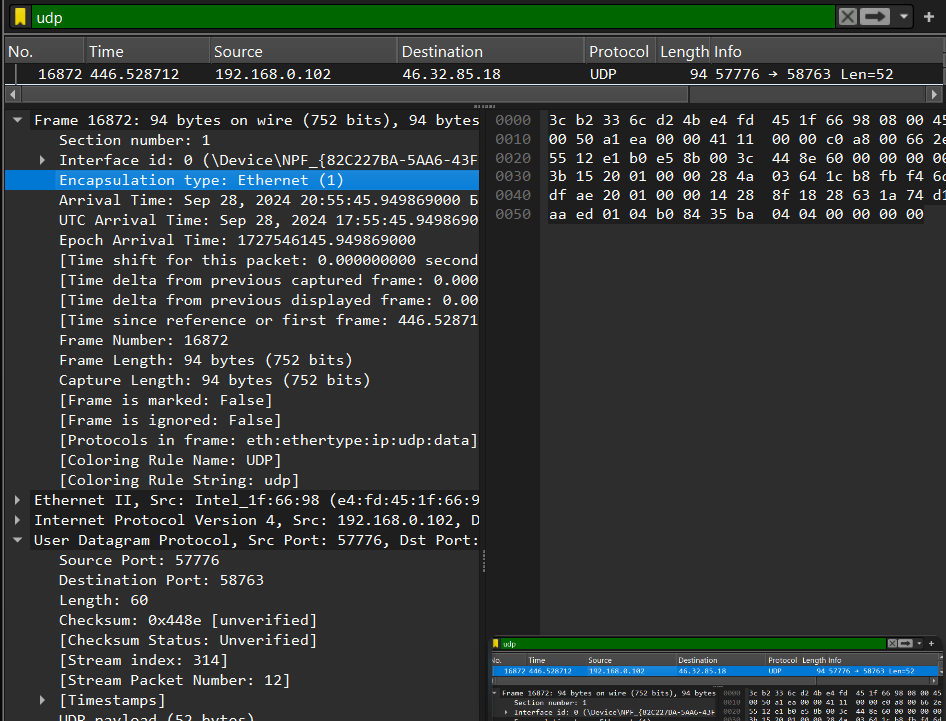 udp
No. Time Source Destination Protocol Length Info
16872 446.528712 192.168.0.102 46.32.85.18 UDP 94 57776 → 58763 Len=52
Frame 16872: 94 bytes on wire (752 bits), 94 bytes
Section number: 1
Interface id: 0 (\Device\NPF_{82C227BA-5AA6-43F
Encapsulation type: Ethernet (1)
Arrival Time: Sep 28, 2024 20:55:45.949869000 Б
UTC Arrival Time: Sep 28, 2024 17:55:45.9498690
Epoch Arrival Time: 1727546145.949869000
[Time shift for this packet: 0.000000000 second
[Time delta from previous captured frame: 0.000
[Time delta from previous displayed frame: 0.00
[Time since reference or first frame: 446.52871
Frame Number: 16872
Frame Length: 94 bytes (752 bits)
Capture Length: 94 bytes (752 bits)
[Frame is marked: False]
[Frame is ignored: False]
[Protocols in frame: eth:ethertype:ip:udp:data]
[Coloring Rule Name: UDP]
[Coloring Rule String: udp]
Ethernet II, Src: Intel_1f:66:98 (e4:fd:45:1f:66:9
Internet Protocol Version 4, Src: 192.168.0.102, D
User Datagram Protocol, Src Port: 57776, Dst Port:
Source Port: 57776
Destination Port: 58763
Length: 60
Checksum: 0x448e [unverified]
[Checksum Status: Unverified]
[Stream index: 314]
[Stream Packet Number: 12]
[Timestamps]
UDP payload (52 bytes)
0000 3c b2 33 6c d2 4b e4 fd 45 1f 66 98 08 00 45
0010 00 50 a1 ea 00 00 41 11 00 00 c0 a8 00 66 2e
0020 55 12 e1 b0 e5 8b 00 3c 44 8e 60 00 00 00 00
0030 3b 15 20 01 00 00 28 4a 03 64 1c b8 fb f4 6d
0040 df ae 20 01 00 00 14 28 8f 18 28 63 1a 74 d1
0050 aa ed 01 04 b0 84 35 ba 04 04 00 00 00 00
udp
No. Time Source Destination Protocol Length Info
16872 446.528712 192.168.0.102 46.32.85.18 UDP 94 57776 → 58763 Len=52
Frame 16872: 94 bytes on wire (752 bits), 94 bytes
Section number: 1
Interface id: 0 (\Device\NPF_{82C227BA-5AA6-43F
0000 3c b2 33 6c d2 4b e4 fd 45 1f 66 98 08 00 45
0010 00 50 a1 ea 00 00 41 11 00 00 c0 a8 00 66 2e
0020 55 12 e1 b0 e5 8b 00 3c 44 8e 60 00 00 00 00